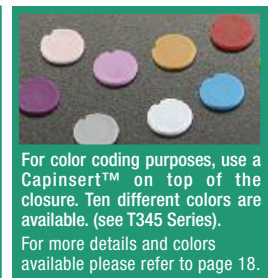 For color coding purposes, use a
Capinsert™ on top of the
closure. Ten different colors are
available. (see T345 Series).
For more details and colors
available please refer to page 18.